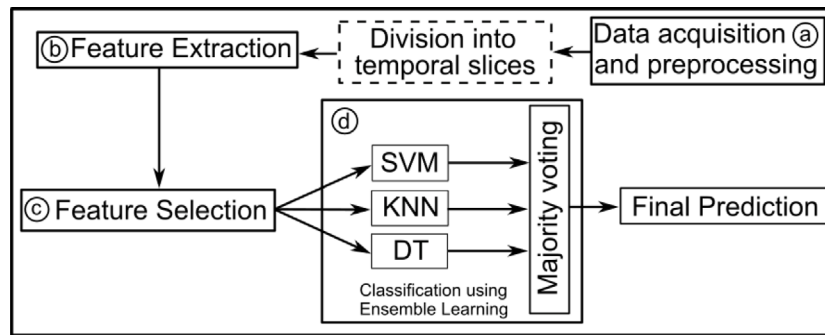 ⓑ Feature Extraction
Division into
temporal slices
Data acquisition ⓐ
and preprocessing
ⓓ
SVM
KNN
DT
Majority voting
ⓒ Feature Selection
Final Prediction
Classification using
Ensemble Learning